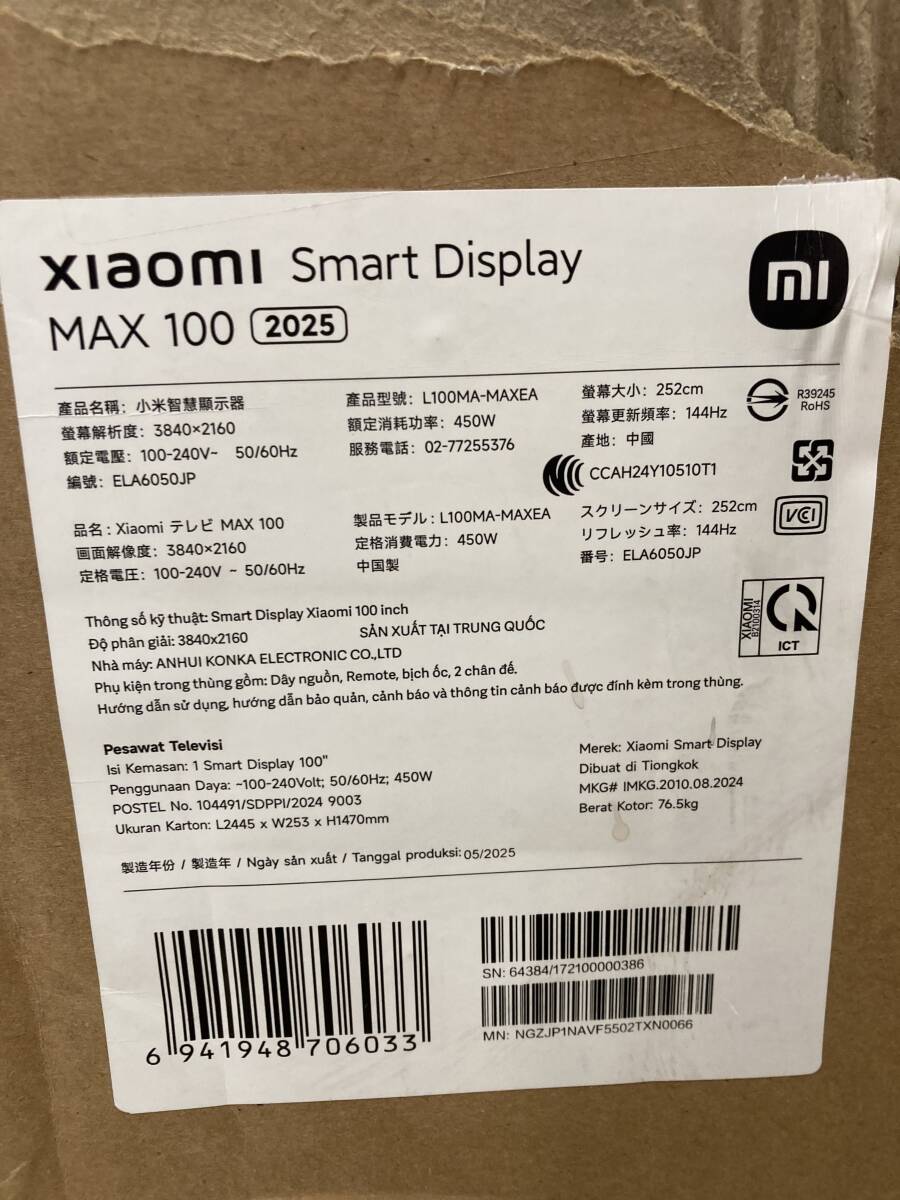 xiaomi Smart Display
MAX 100 2025
mi
產品名稱：小米智慧顯示器
螢幕解析度：3840×2160
額定電壓：100-240V~ 50/60Hz
編號：ELA6050JP
產品型號：L100MA-MAXEA
額定消耗功率：450W
服務電話：02-77255376
螢幕大小：252cm
螢幕更新頻率：144Hz
產地：中國
CCAH24Y10510T1
R39245
RoHS
品名：Xiaomi テレビ MAX 100
画面解像度：3840×2160
定格電圧：100-240V ~ 50/60Hz
製品モデル：L100MA-MAXEA
定格消費電力：450W
中国製
スクリーンサイズ：252cm
リフレッシュ率：144Hz
番号：ELA6050JP
VCCI
Thông số kỹ thuật: Smart Display Xiaomi 100 inch
Độ phân giải: 3840x2160
SẢN XUẤT TẠI TRUNG QUỐC
Nhà máy: ANHUI KONKA ELECTRONIC CO.,LTD
Phụ kiện trong thùng gồm: Dây nguồn, Remote, bịch ốc, 2 chân đế.
Hướng dẫn sử dụng, hướng dẫn bảo quản, cảnh báo và thông tin cảnh báo được đính kèm trong thùng.
XIAOMI
B2100314
ICT
Pesawat Televisi
Isi Kemasan: 1 Smart Display 100"
Penggunaan Daya: ~100-240Volt; 50/60Hz; 450W
POSTEL No. 104491/SDPPI/2024 9003
Ukuran Karton: L2445 x W253 x H1470mm
Merek: Xiaomi Smart Display
Dibuat di Tiongkok
MKG# IMKG.2010.08.2024
Berat Kotor: 76.5kg
製造年份 / 製造年 / Ngày sản xuất / Tanggal produksi: 05/2025
6 941948 706033
SN: 64384/172100000386
MN: NGZJP1NAVF5502TXN0066